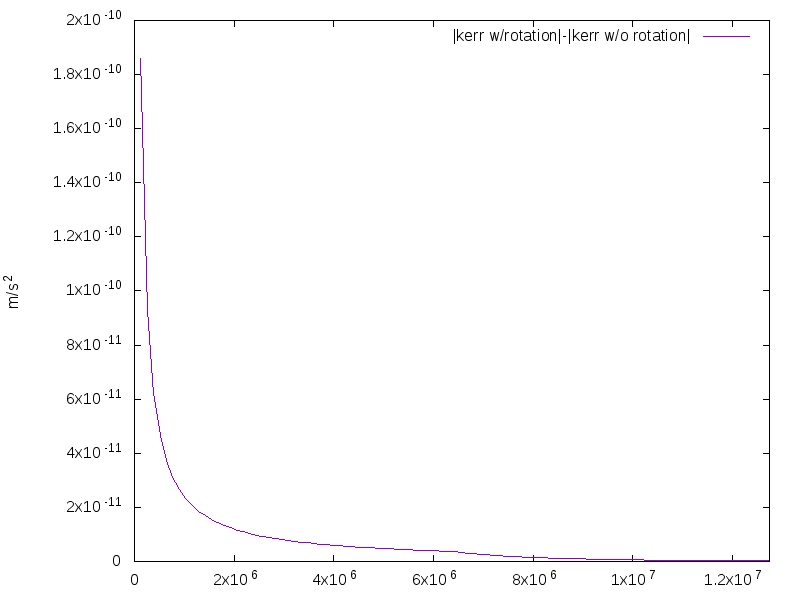 |kerr w/rotation|-|kerr w/o rotation|
2x10⁻¹⁰
1.8x10⁻¹⁰
1.6x10⁻¹⁰
1.4x10⁻¹⁰
1.2x10⁻¹⁰
1x10⁻¹⁰
8x10⁻¹¹
6x10⁻¹¹
4x10⁻¹¹
2x10⁻¹¹
0
m/s²
0 2x10⁶ 4x10⁶ 6x10⁶ 8x10⁶ 1x10⁷ 1.2x10⁷